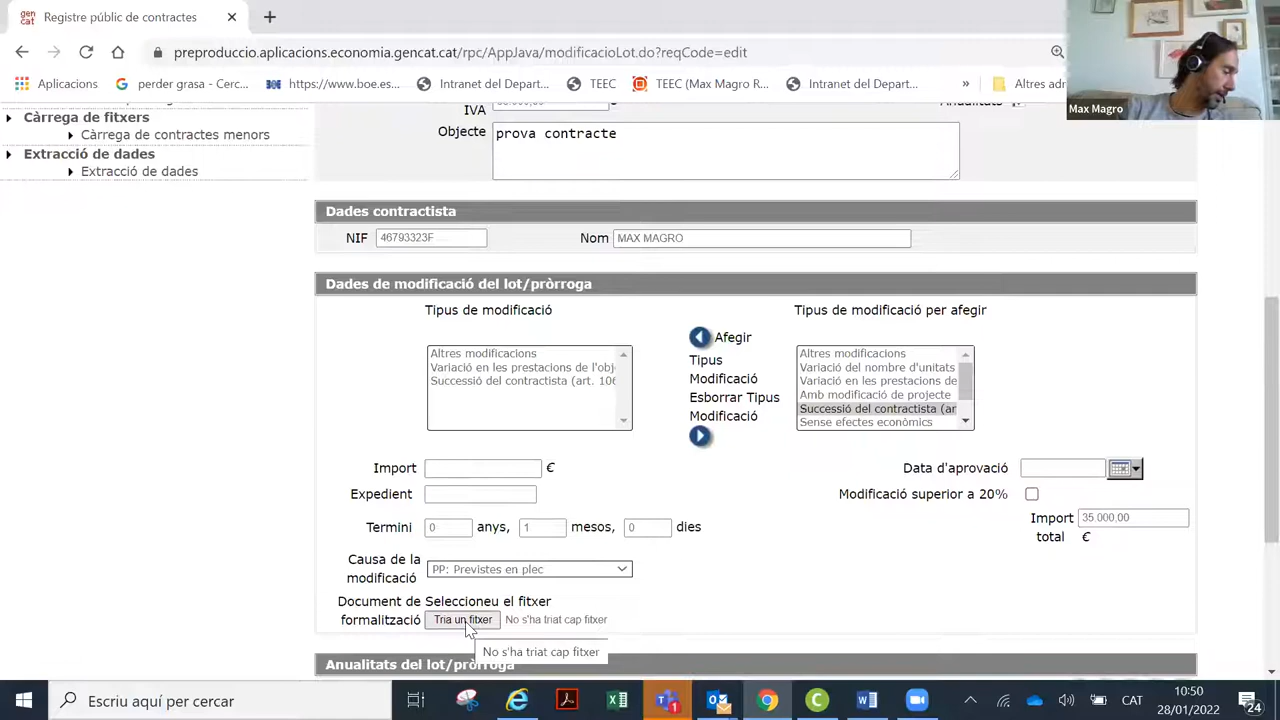 gen
cat
Registre públic de contractes
preproduccio.aplicacions.economia.gencat.cat/rpc/AppJava/modificacioLot.do?reqCode=edit
Aplicacions
perder grasa - Cerc...
https://www.boe.es...
Intranet del Depart...
TEEC
TEEC (Max Magro R...
Intranet del Depart...
»
Max Magro
Càrrega de fitxers
Càrrega de contractes menors
Extracció de dades
Extracció de dades
IVA
€
Anualitats
Objecte
prova contracte
Dades contractista
NIF
46793323F
Nom
MAX MAGRO
Dades de modificació del lot/pròrroga
Tipus de modificació
Tipus de modificació per afegir
Altres modificacions
Variació en les prestacions de l'obj
Successió del contractista (art. 106
Afegir
Tipus
Modificació
Esborrar Tipus
Modificació
Altres modificacions
Variació del nombre d'unitats
Variació en les prestacions de
Amb modificació de projecte
Successió del contractista (ar
Sense efectes econòmics
Import
€
Data d'aprovació
Expedient
Modificació superior a 20%
Import
total
35.000,00
€
Termini
0
anys,
1
mesos,
0
dies
Causa de la
modificació
PP: Previstes en plec
Document de
formalització
Seleccioneu el fitxer
Tria un fitxer
No s'ha triat cap fitxer
No s'ha triat cap fitxer
Anualitats del lot/pròrroga
Escriu aquí per cercar
CAT
10:50
28/01/2022
24